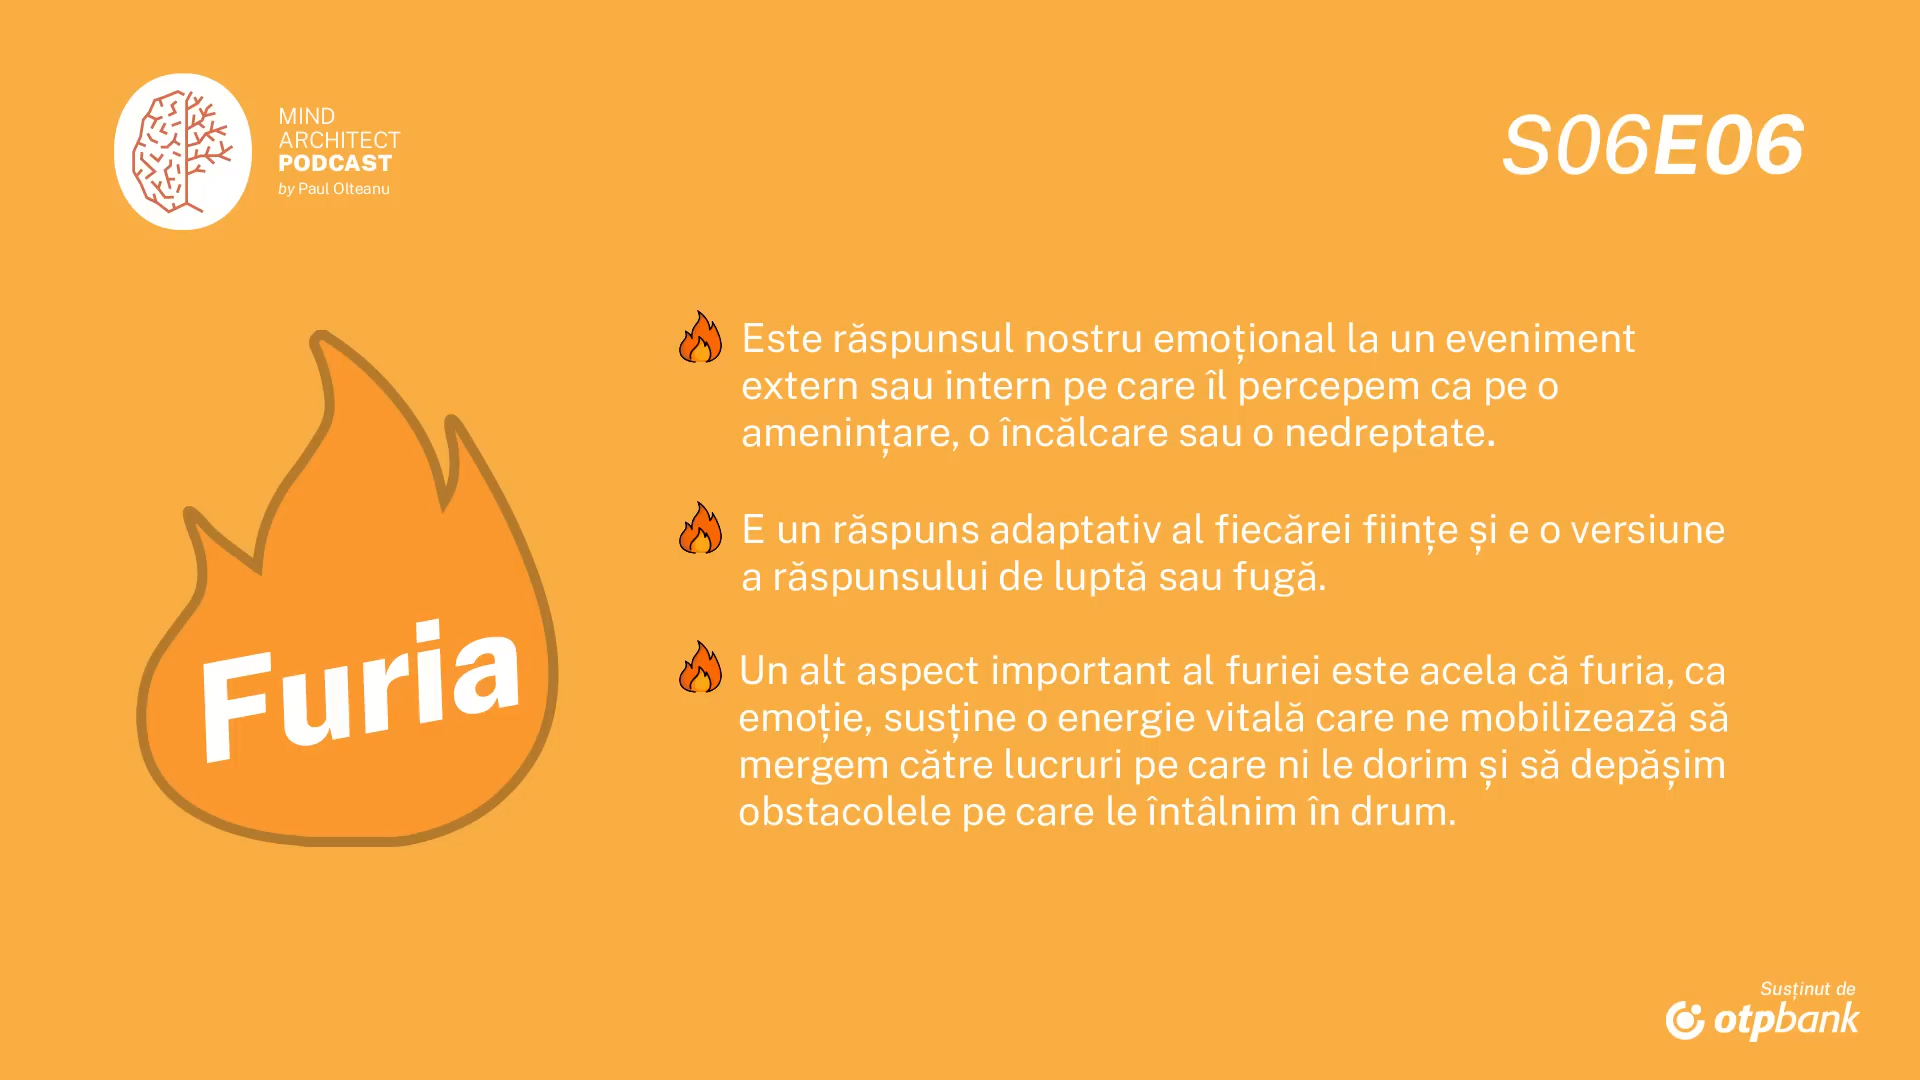 MIND
ARCHITECT
PODCAST
by Paul Olteanu
S06E06
Furia
Este răspunsul nostru emoțional la un eveniment
extern sau intern pe care îl percepem ca pe o
amenințare, o încălcare sau o nedreptate.
E un răspuns adaptativ al fiecărei ființe și e o versiune
a răspunsului de luptă sau fugă.
Un alt aspect important al furiei este acela că furia, ca
emoție, susține o energie vitală care ne mobilizează să
mergem către lucruri pe care ni le dorim și să depășim
obstacolele pe care le întâlnim în drum.
Susținut de
otpbank